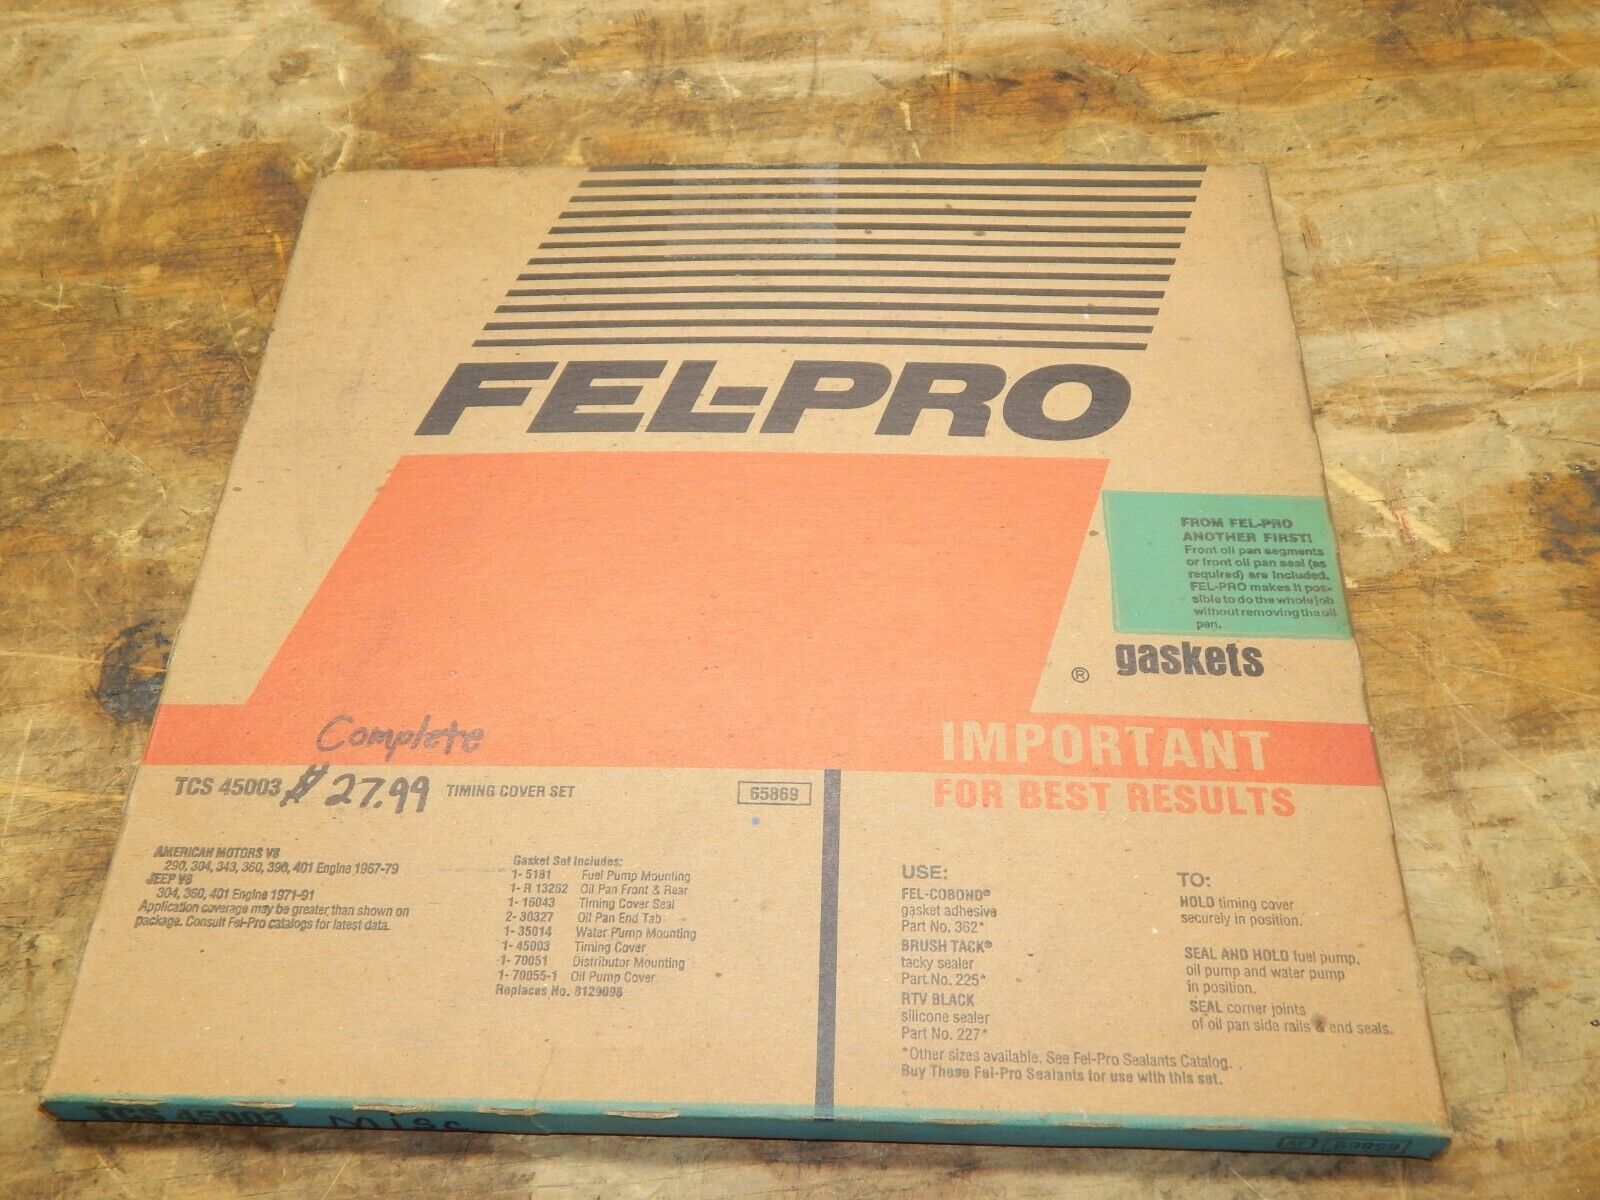 FEL-PRO
FROM FEL-PRO
ANOTHER FIRST!
Front oil pan segments
or front oil pan seal (as
required) are included.
FEL-PRO makes it pos-
sible to do the whole job
without removing the oil
pan.
® gaskets
Complete
TCS 45003 $ 27.99 TIMING COVER SET 65869
AMERICAN MOTORS V8
290, 304, 343, 360, 390, 401 Engine 1967-79
JEEP V8
304, 360, 401 Engine 1971-91
Application coverage may be greater than shown on
package. Consult Fel-Pro catalogs for latest data.
Gasket Set Includes:
1- 5181 Fuel Pump Mounting
1- R 13252 Oil Pan Front & Rear
1- 16043 Timing Cover Seal
2- 30327 Oil Pan End Tab
1- 35014 Water Pump Mounting
1- 45003 Timing Cover
1- 70051 Distributor Mounting
1- 70055-1 Oil Pump Cover
Replaces No. 8129098
IMPORTANT
FOR BEST RESULTS
USE:
FEL-COBOND®
gasket adhesive
Part No. 362*
BRUSH TACK®
tacky sealer
Part No. 225*
RTV BLACK
silicone sealer
Part No. 227*
TO:
HOLD timing cover
securely in position.
SEAL AND HOLD fuel pump,
oil pump and water pump
in position.
SEAL corner joints
of oil pan side rails & end seals.
*Other sizes available. See Fel-Pro Sealants Catalog.
Buy These Fel-Pro Sealants for use with this set.
TCS 45003